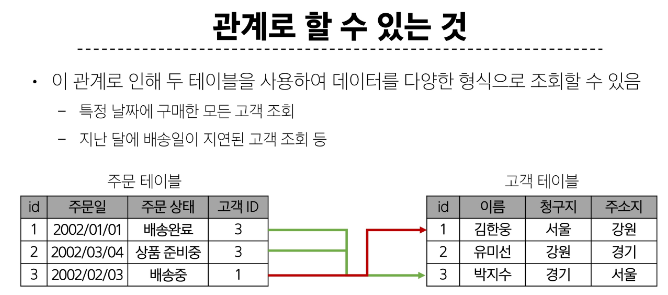 관계로 할 수 있는 것
• 이 관계로 인해 두 테이블을 사용하여 데이터를 다양한 형식으로 조회할 수 있음
– 특정 날짜에 구매한 모든 고객 조회
– 지난 달에 배송일이 지연된 고객 조회 등
주문 테이블
id 주문일 주문 상태 고객 ID
1 2002/01/01 배송완료 3
2 2002/03/04 상품 준비중 3
3 2002/02/03 배송중 1
고객 테이블
id 이름 청구지 주소지
1 김한웅 서울 강원
2 유미선 강원 경기
3 박지수 경기 서울